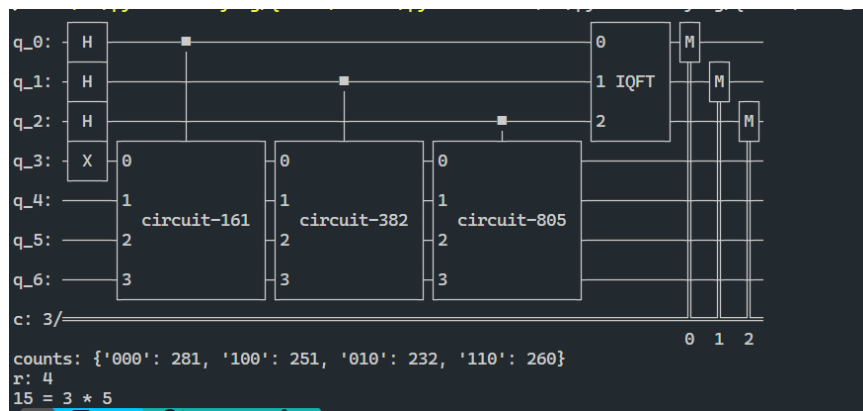 q_0: H 0 M
q_1: H 1 IQFT M
q_2: H 2 M
q_3: X 0 0 0
q_4: 1 1 1
circuit-161 circuit-382 circuit-805
q_5: 2 2 2
q_6: 3 3 3
c: 3/
0 1 2
counts: {'000': 281, '100': 251, '010': 232, '110': 260}
r: 4
15 = 3 * 5